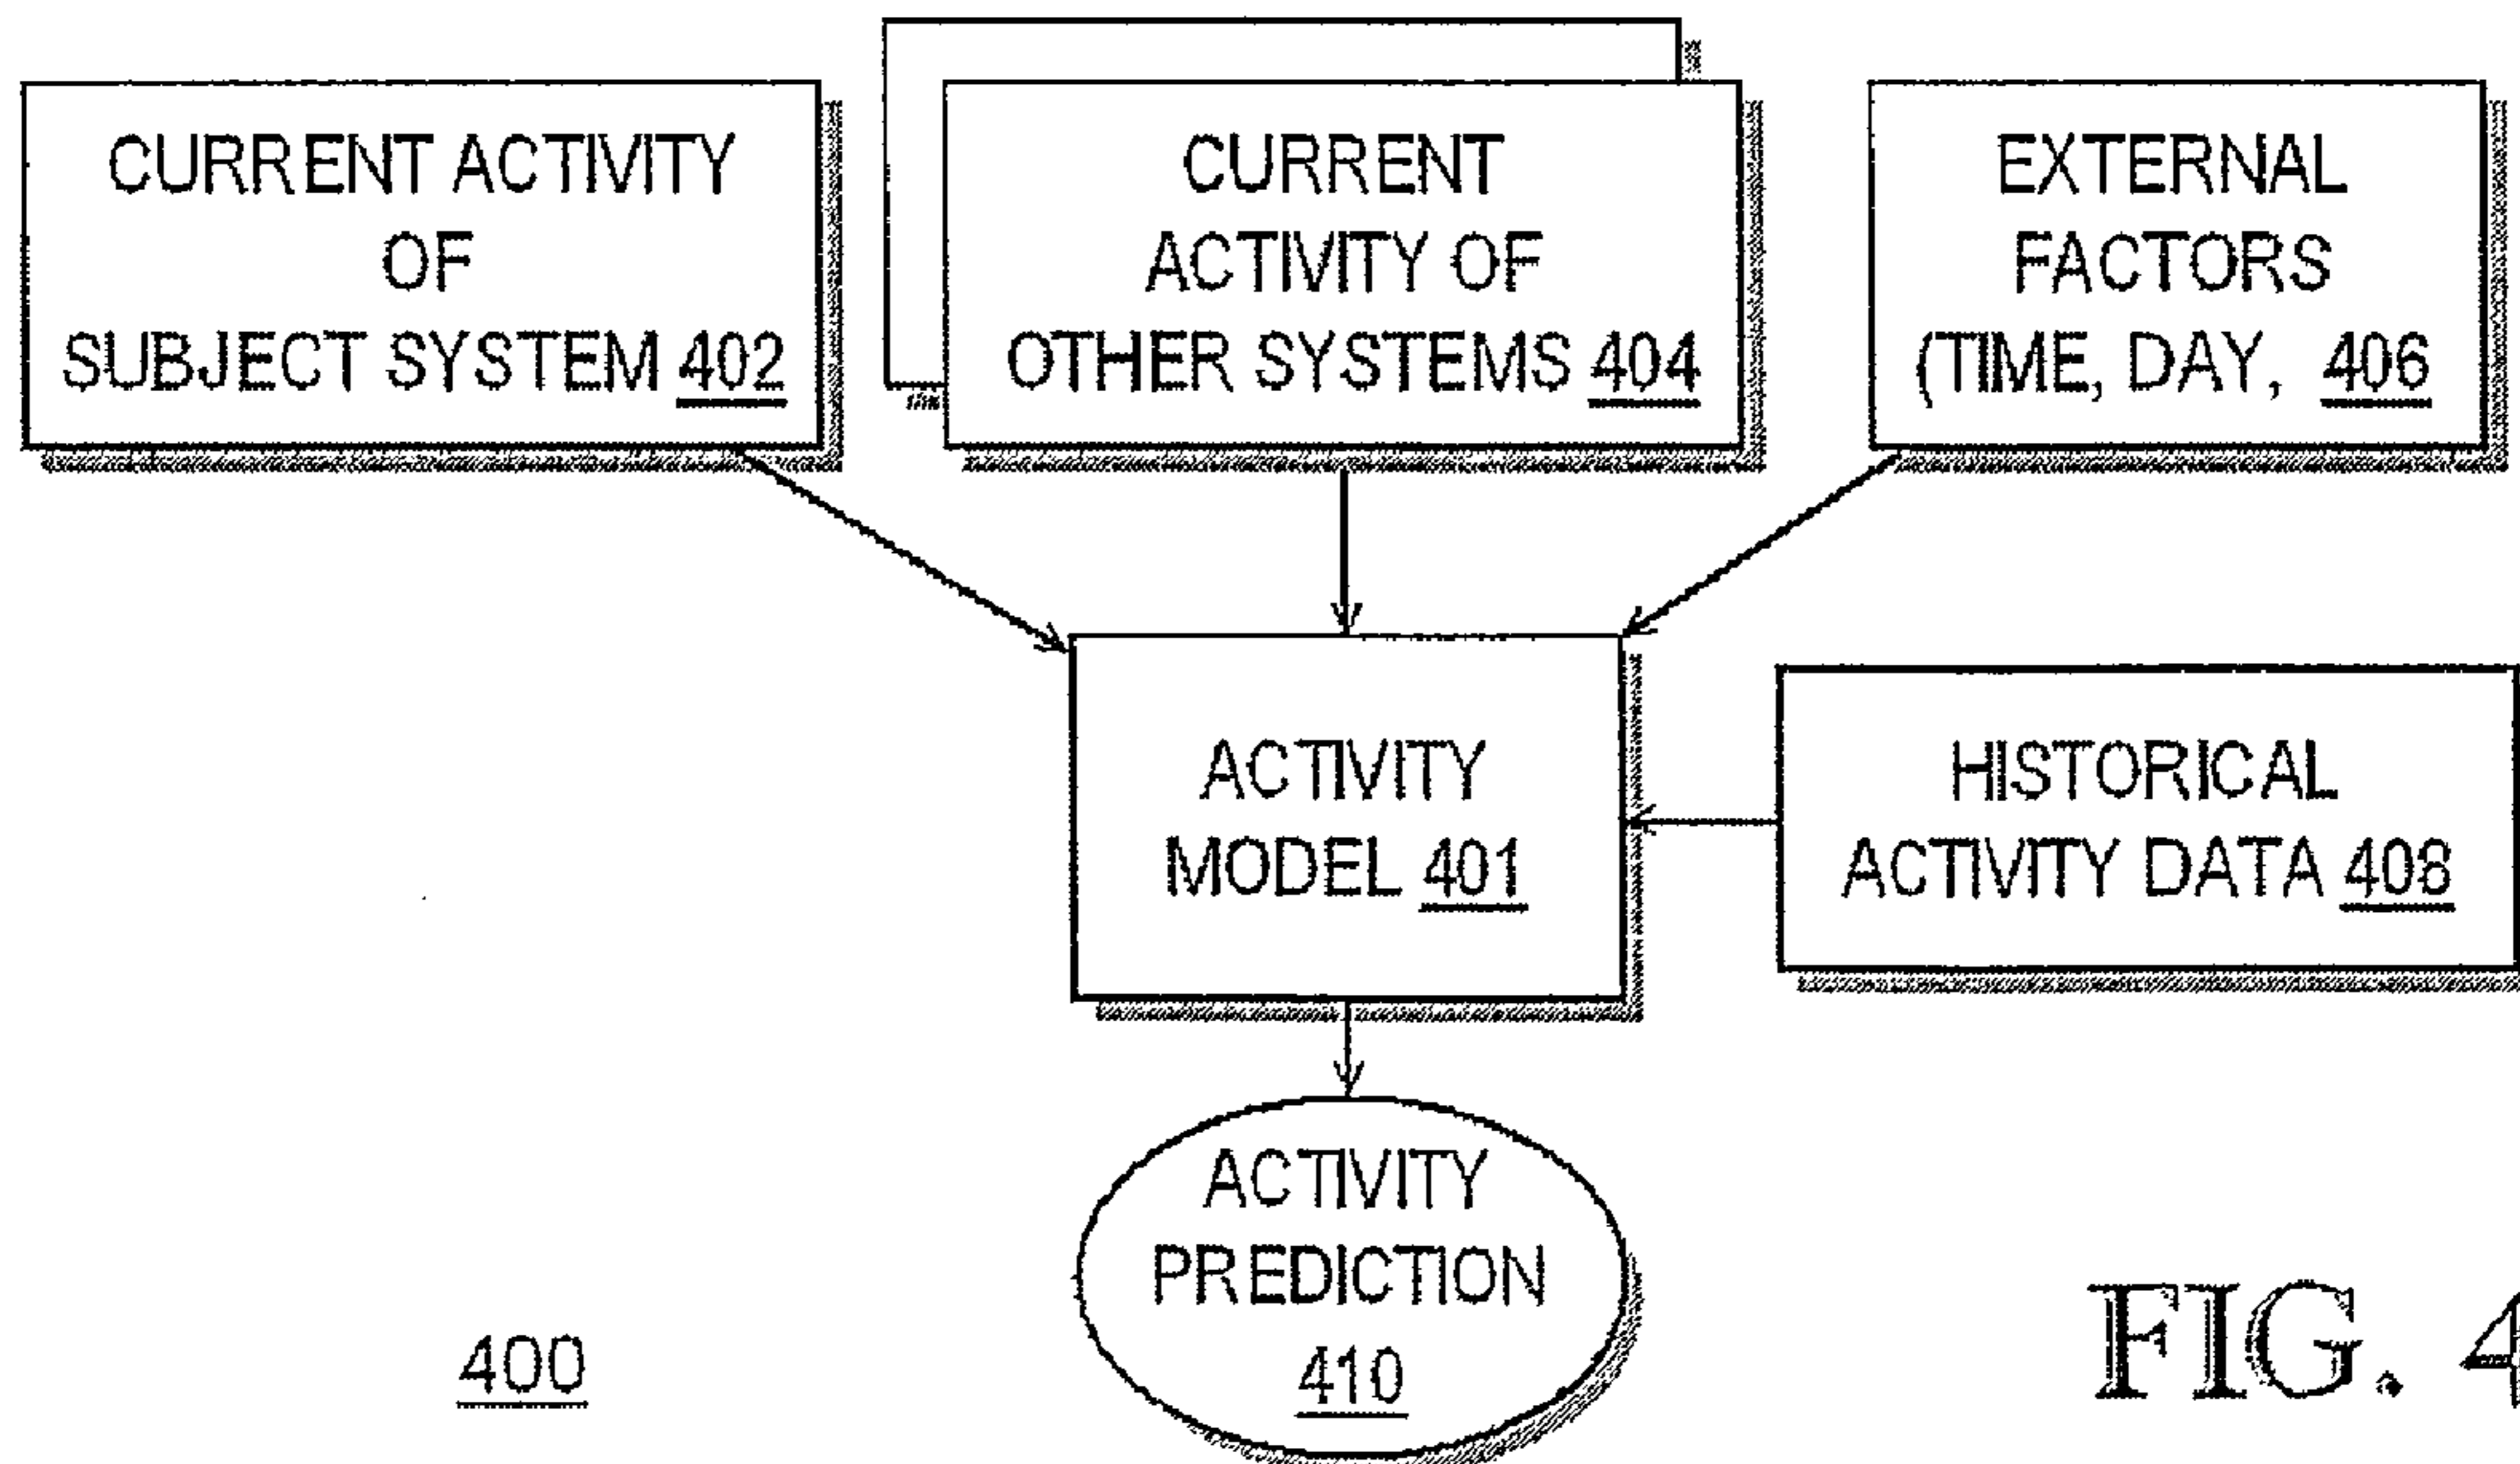 CURRENT ACTIVITY
OF
SUBJECT SYSTEM 402
CURRENT
ACTIVITY OF
OTHER SYSTEMS 404
EXTERNAL
FACTORS
(TIME, DAY, 406
ACTIVITY
MODEL 401
HISTORICAL
ACTIVITY DATA 408
ACTIVITY
PREDICTION
410
400
FIG. 4